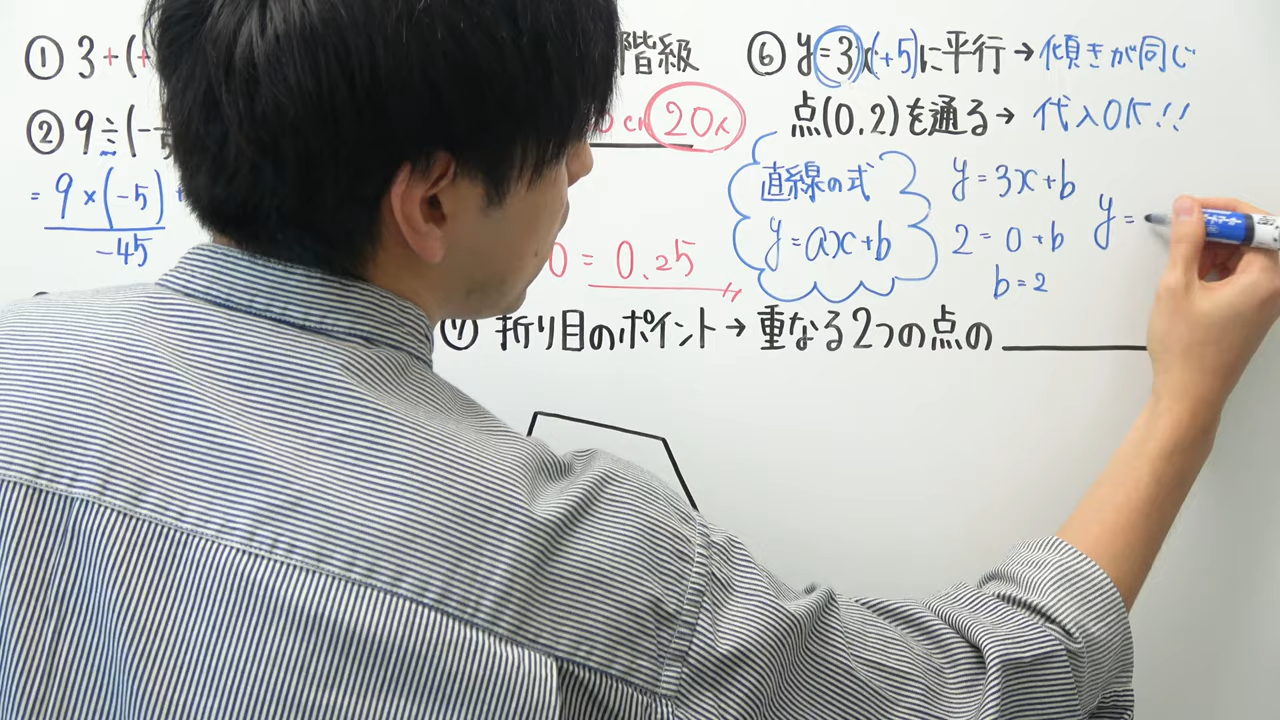 ① 3+(
② 9÷(-
= 9×(-5)
-45
階級
20人
0 = 0.25
⑥ y=3x(+5)に平行→傾きが同じ
点(0.2)を通る→ 代入OK!!
直線の式
y=ax+b
y=3x+b
2=0+b
b=2
y=
⑦ 折り目のポイント→重なる2つの点の